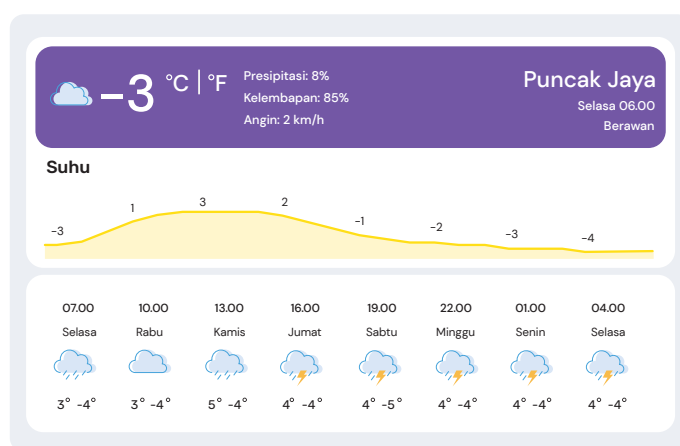 -3 °C | °F
Presipitasi: 8%
Kelembapan: 85%
Angin: 2 km/h
Puncak Jaya
Selasa 06.00
Berawan
Suhu
-3 1 3 2 -1 -2 -3 -4
07.00 10.00 13.00 16.00 19.00 22.00 01.00 04.00
Selasa Rabu Kamis Jumat Sabtu Minggu Senin Selasa
3° -4° 3° -4° 5° -4° 4° -4° 4° -5° 4° -4° 4° -4° 4° -4°